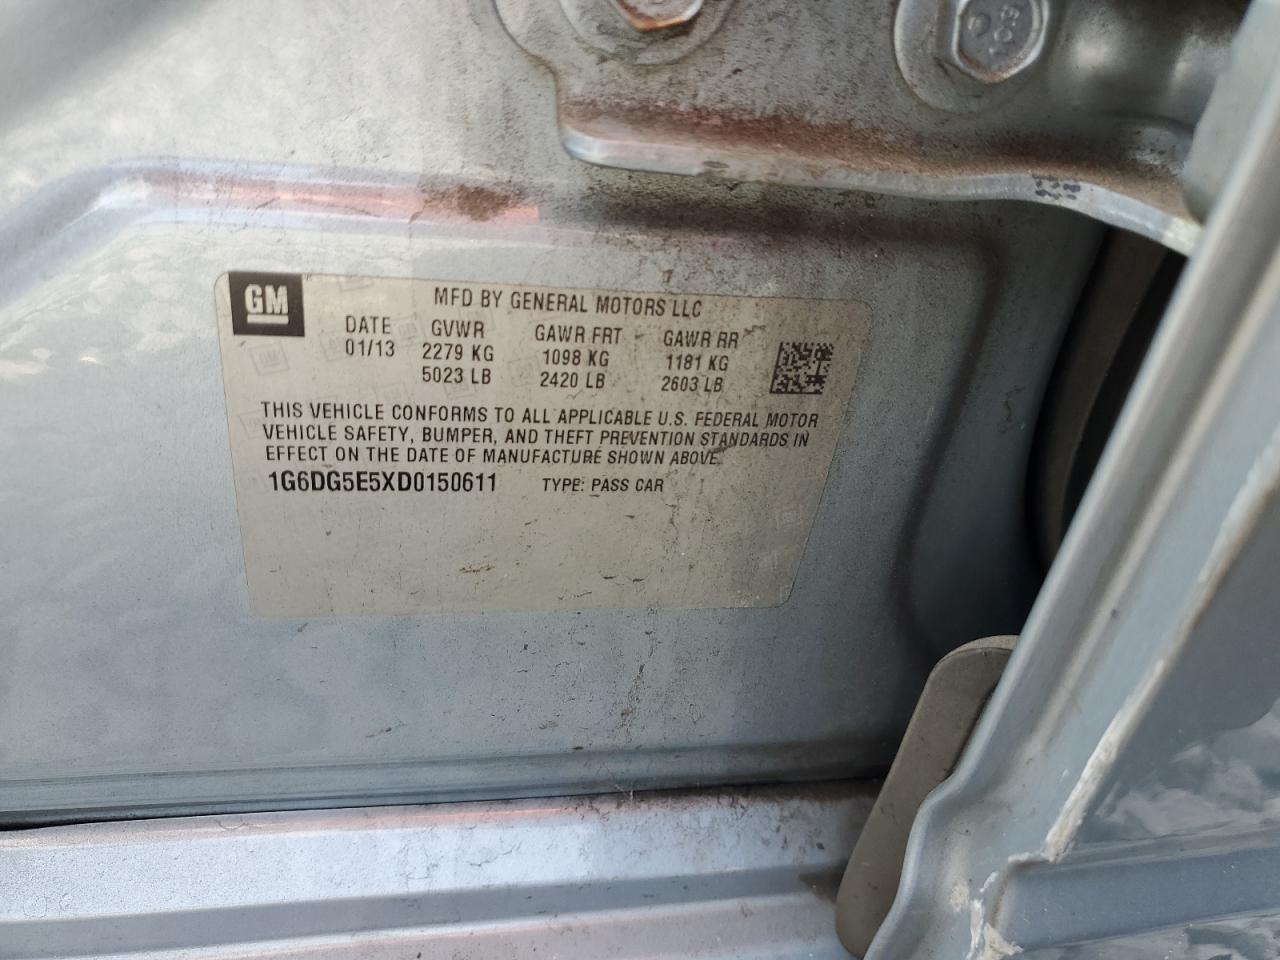 GM
MFD BY GENERAL MOTORS LLC
DATE GVWR GAWR FRT GAWR RR
01/13 2279 KG 1098 KG 1181 KG
5023 LB 2420 LB 2603 LB
THIS VEHICLE CONFORMS TO ALL APPLICABLE U.S. FEDERAL MOTOR
VEHICLE SAFETY, BUMPER, AND THEFT PREVENTION STANDARDS IN
EFFECT ON THE DATE OF MANUFACTURE SHOWN ABOVE.
1G6DG5E5XD0150611 TYPE: PASS CAR